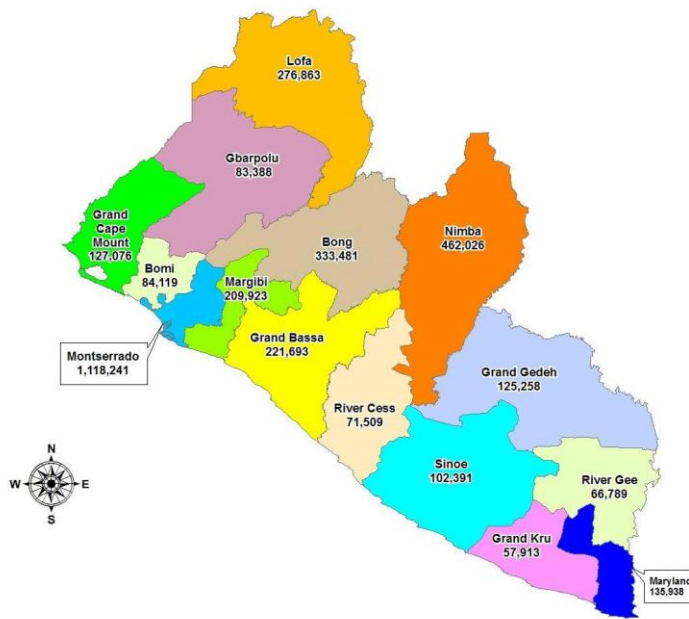 Lofa
276,863
Gbarpolu
83,388
Grand
Cape
Mount
127,076
Bomi
84,119
Bong
333,481
Nimba
462,026
Margibi
209,923
Montserrado
1,118,241
Grand Bassa
221,693
Grand Gedeh
125,258
River Cess
71,509
Sinoe
102,391
River Gee
66,789
Grand Kru
57,913
Maryland
135,938
N
W
E
S